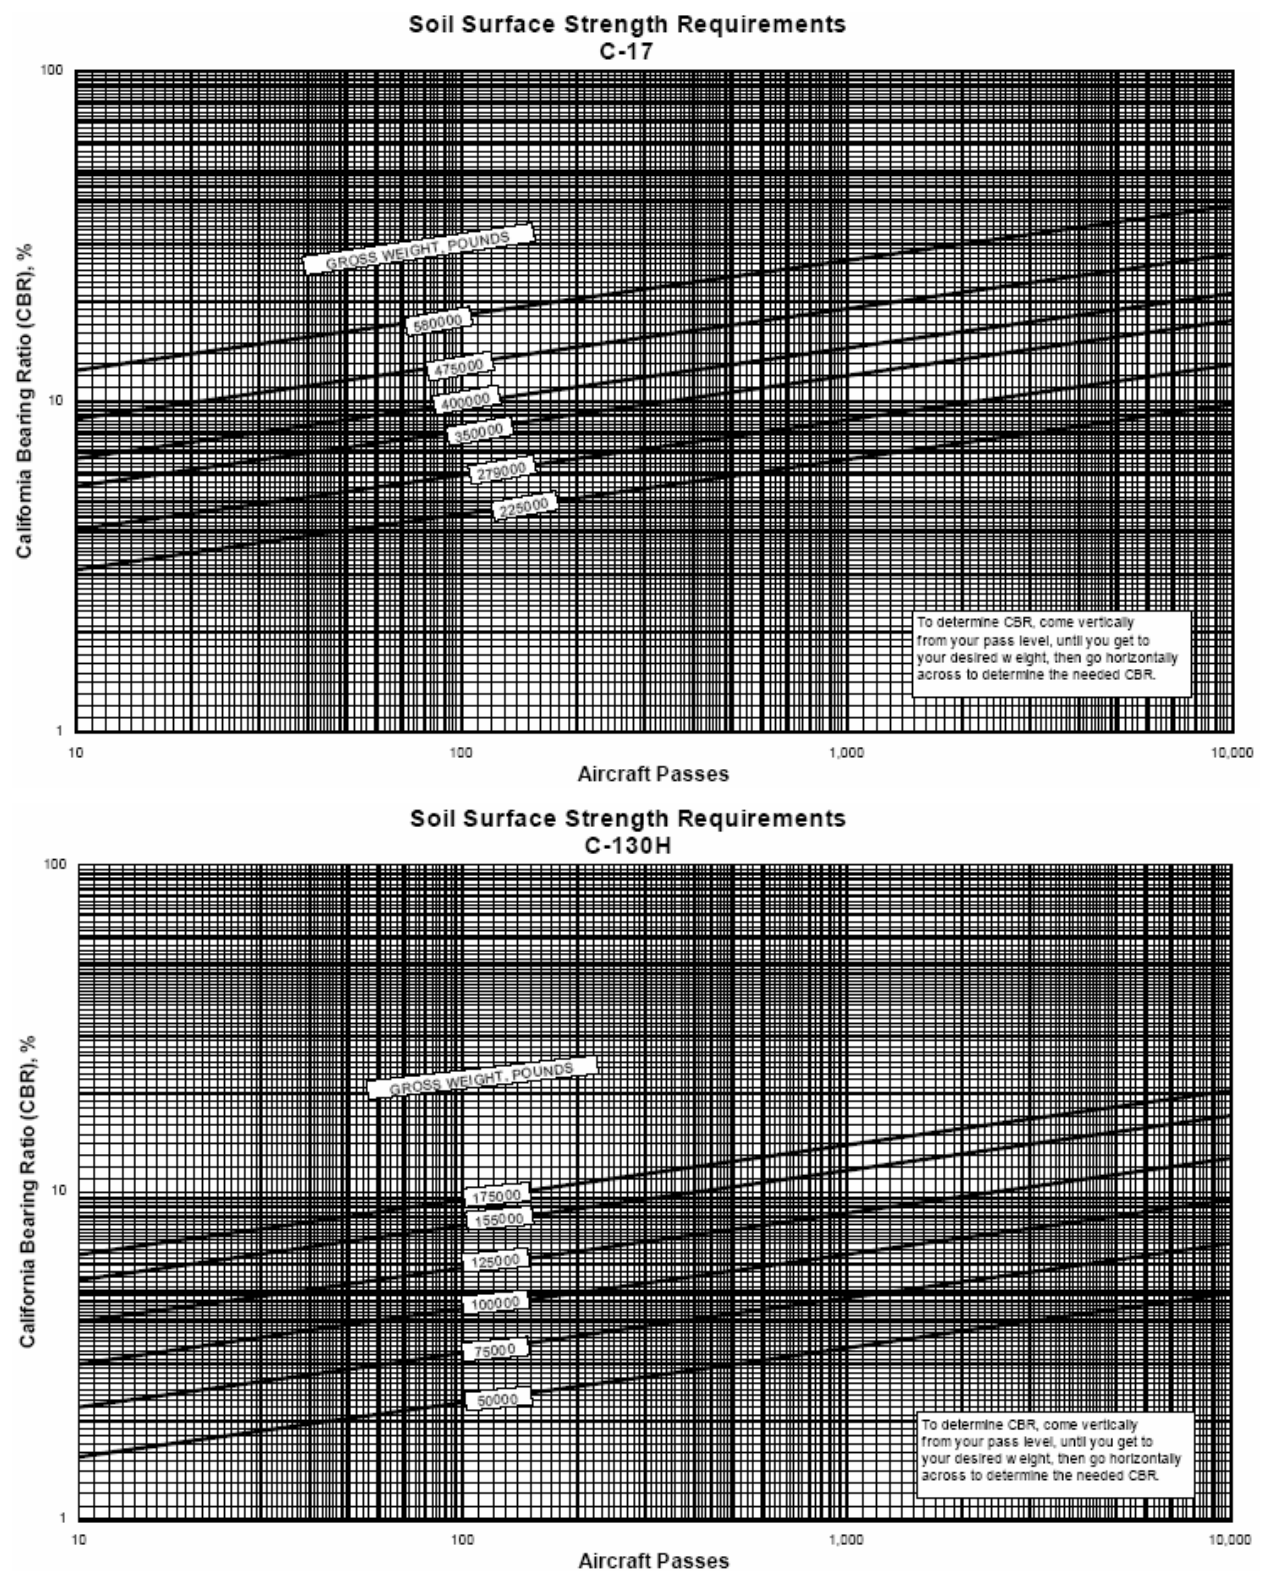 Soil Surface Strength Requirements
C-17
100
10
1
California Bearing Ratio (CBR), %
GROSS WEIGHT, POUNDS
580000
475000
400000
350000
279000
225000
To determine CBR, come vertically
from your pass level, until you get to
your desired weight, then go horizontally
across to determine the needed CBR.
10
100
1,000
10,000
Aircraft Passes
Soil Surface Strength Requirements
C-130H
100
10
1
California Bearing Ratio (CBR), %
GROSS WEIGHT, POUNDS
175000
155000
125000
100000
75000
50000
To determine CBR, come vertically
from your pass level, until you get to
your desired weight, then go horizontally
across to determine the needed CBR.
10
100
1,000
10,000
Aircraft Passes